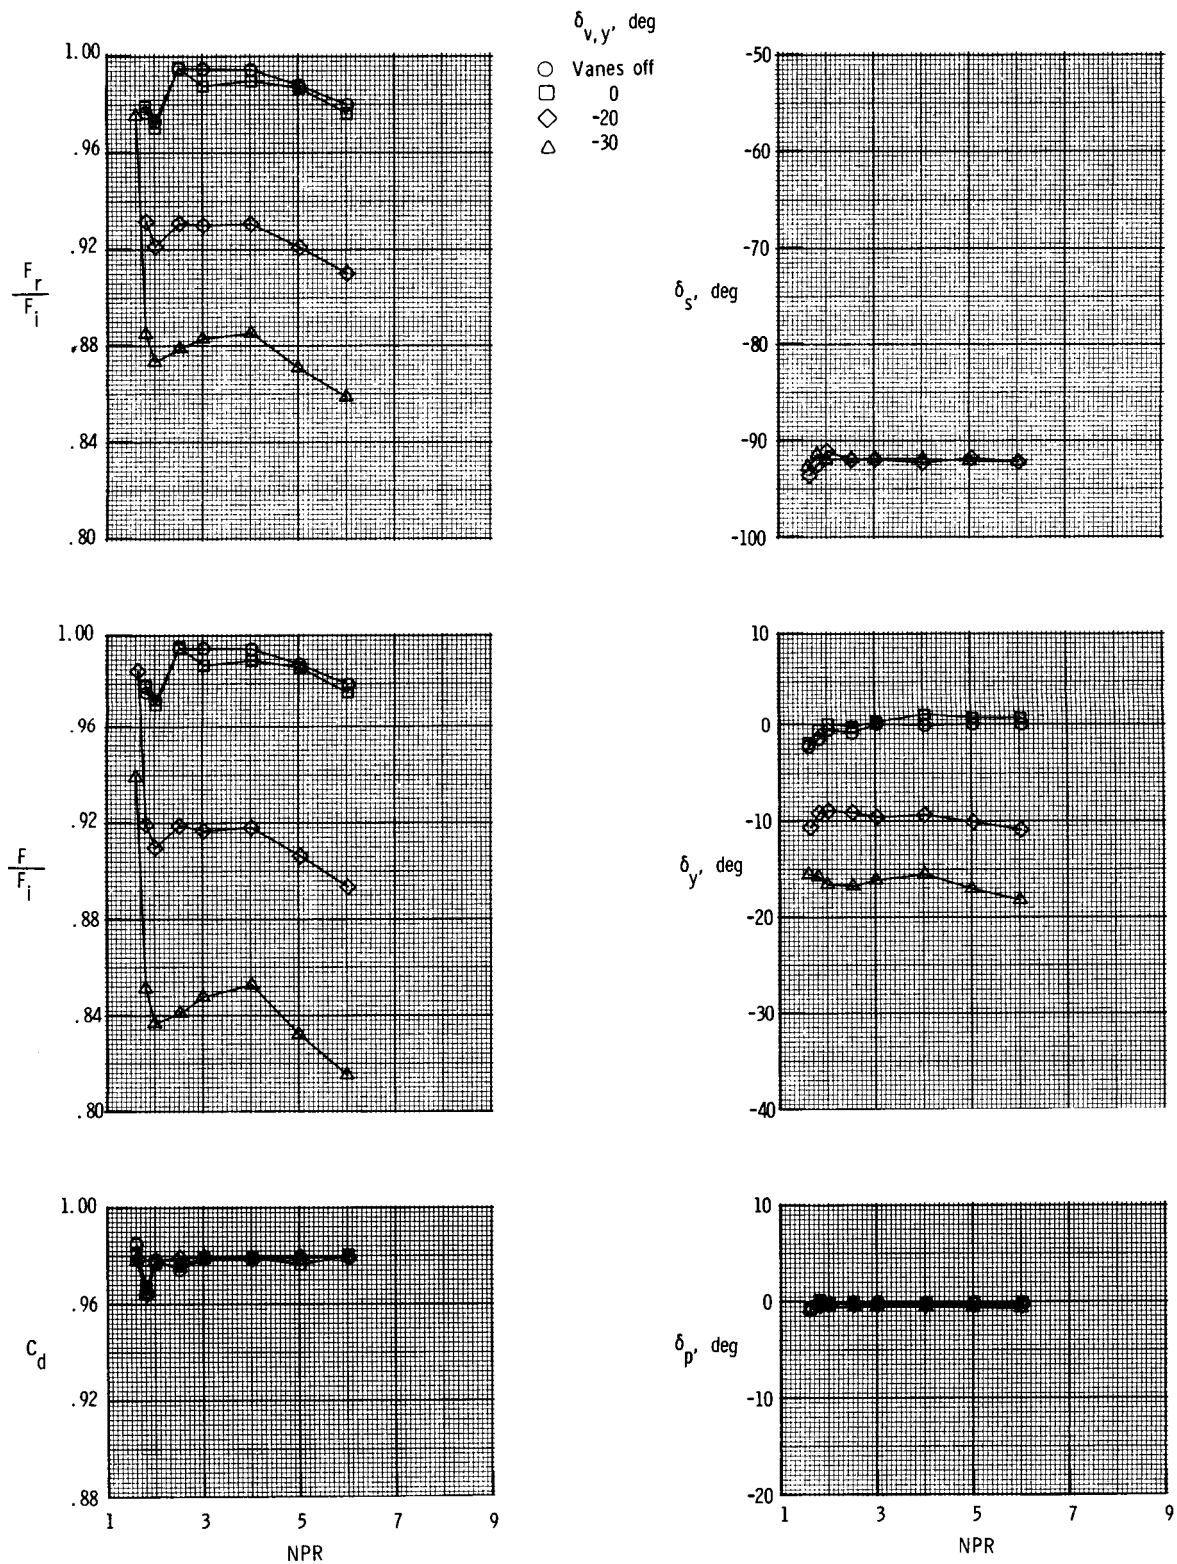 δv,y, deg
Vanes off
0
-20
-30
1.00
.96
.92
.88
.84
.80
Fr
Fi
-50
-60
-70
-80
-90
-100
δs, deg
1.00
.96
.92
.88
.84
.80
F
Fi
10
0
-10
-20
-30
-40
δy, deg
1.00
.96
.92
.88
Cd
1 3 5 7 9
NPR
10
0
-10
-20
δp, deg
1 3 5 7 9
NPR